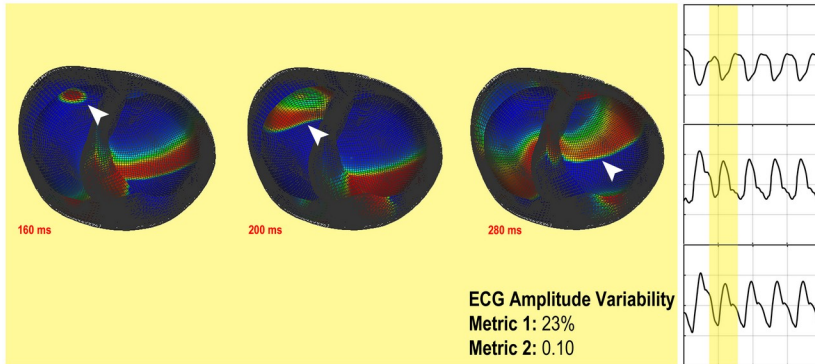 160 ms
200 ms
280 ms
ECG Amplitude Variability
Metric 1: 23%
Metric 2: 0.10